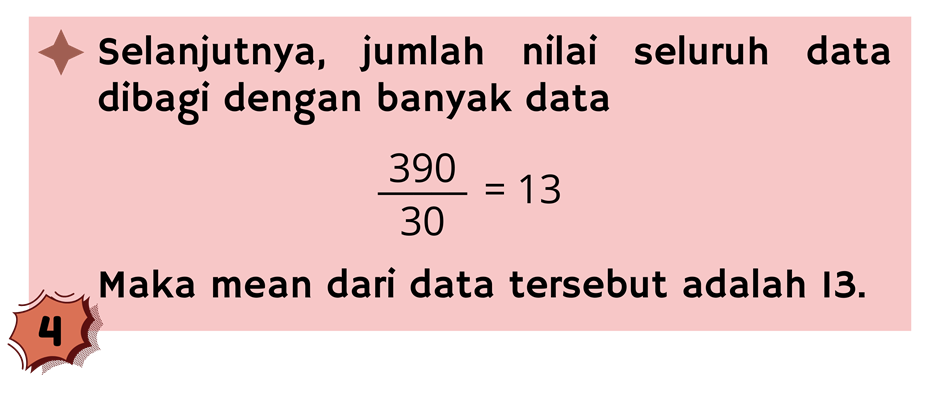 Selanjutnya, jumlah nilai seluruh data
dibagi dengan banyak data
390
30
= 13
Maka mean dari data tersebut adalah 13.
4